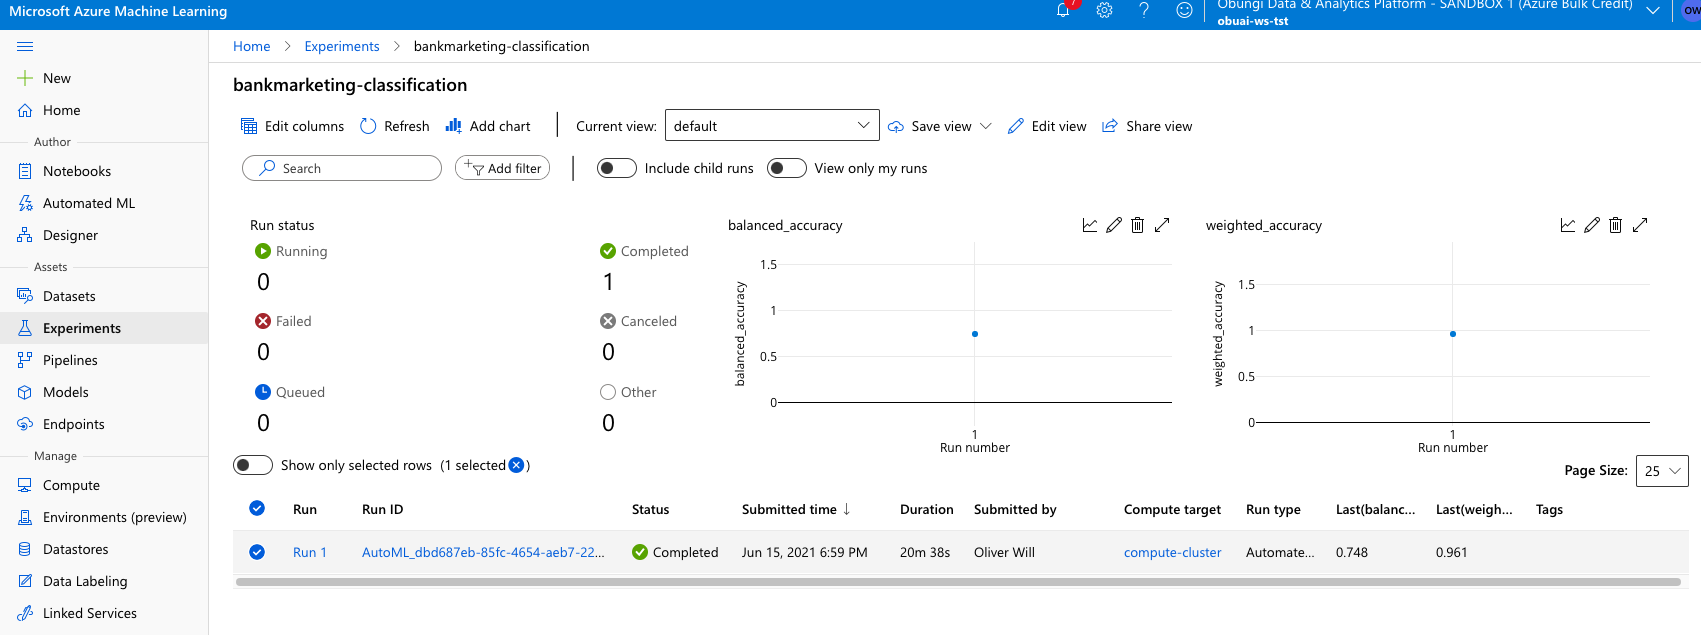 Microsoft Azure Machine Learning
7
Obungi Data & Analytics Platform - SANDBOX 1 (Azure Bulk Credit)
obuai-ws-tst
OW
New
Home
Author
Notebooks
Automated ML
Designer
Assets
Datasets
Experiments
Pipelines
Models
Endpoints
Manage
Compute
Environments (preview)
Datastores
Data Labeling
Linked Services
Home > Experiments > bankmarketing-classification
bankmarketing-classification
Edit columns Refresh Add chart Current view: default Save view Edit view Share view
Search Add filter Include child runs View only my runs
Run status
Running
0
Completed
1
Failed
0
Canceled
0
Queued
0
Other
0
balanced_accuracy
balanced_accuracy
1.5
1
0.5
0
1
Run number
weighted_accuracy
weighted_accuracy
1.5
1
0.5
0
1
Run number
Show only selected rows (1 selected )
Page Size: 25
Run Run ID Status Submitted time ↓ Duration Submitted by Compute target Run type Last(balanc... Last(weigh... Tags
Run 1 AutoML_dbd687eb-85fc-4654-aeb7-22... Completed Jun 15, 2021 6:59 PM 20m 38s Oliver Will compute-cluster Automate... 0.748 0.961